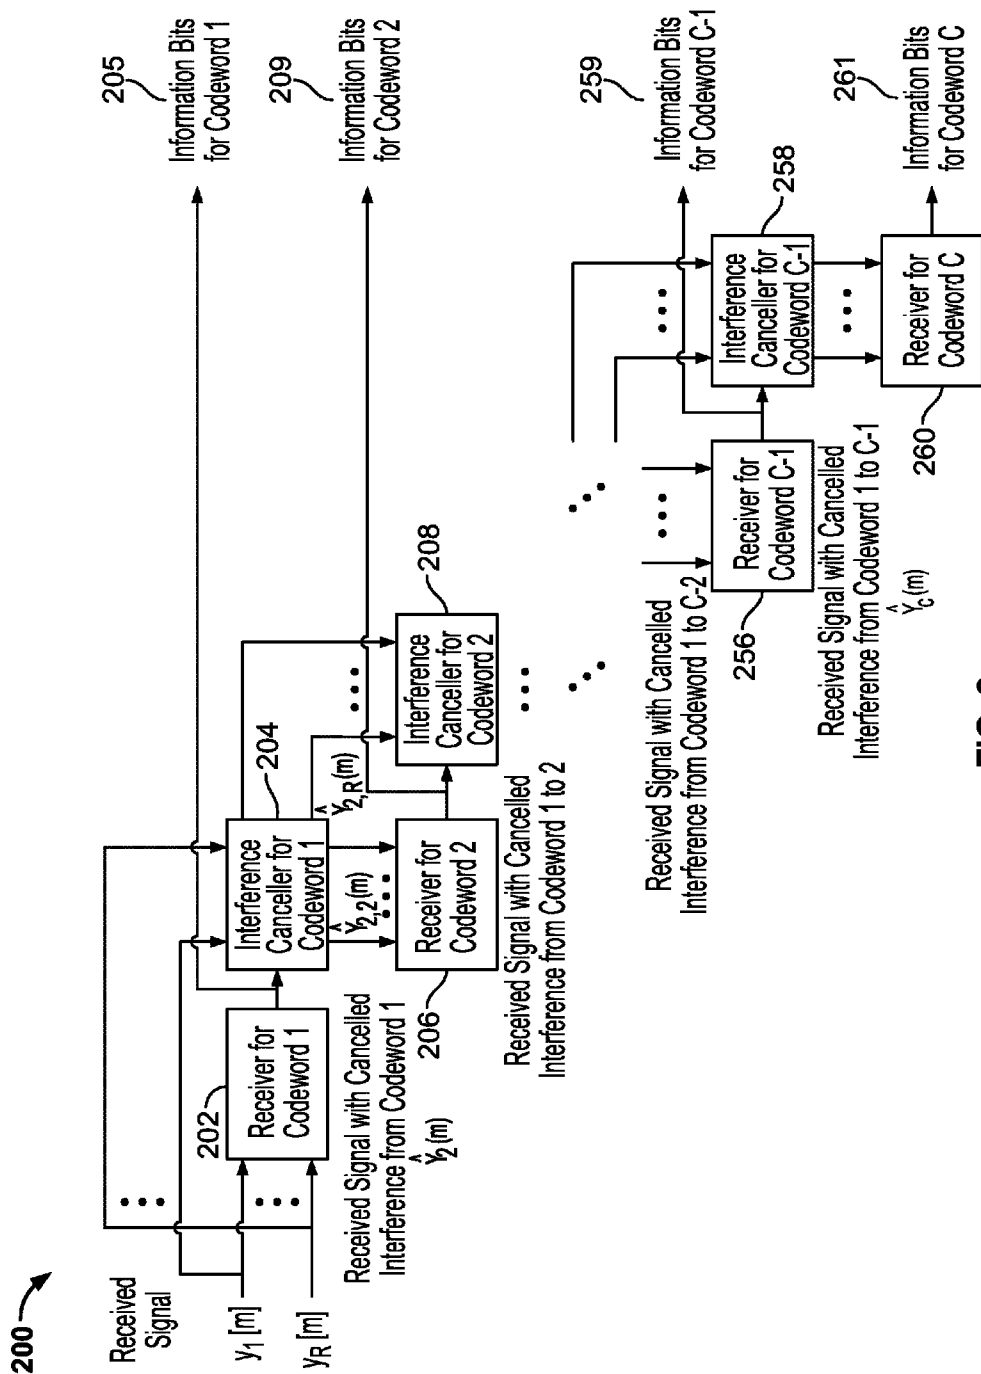 200
Received
Signal
y1 [m]
yR [m]
202
Receiver for
Codeword 1
Received Signal with Cancelled
Interference from Codeword 1
Ŷ2(m)
204
Interference
Canceller for
Codeword 1
Ŷ2,2(m)
Ŷ2,R(m)
205
Information Bits
for Codeword 1
206
Receiver for
Codeword 2
Received Signal with Cancelled
Interference from Codeword 1 to 2
208
Interference
Canceller for
Codeword 2
209
Information Bits
for Codeword 2
Received Signal with Cancelled
Interference from Codeword 1 to C-2
256
Receiver for
Codeword C-1
Received Signal with Cancelled
Interference from Codeword 1 to C-1
ŶC(m)
258
Interference
Canceller for
Codeword C-1
259
Information Bits
for Codeword C-1
260
Receiver for
Codeword C
261
Information Bits
for Codeword C